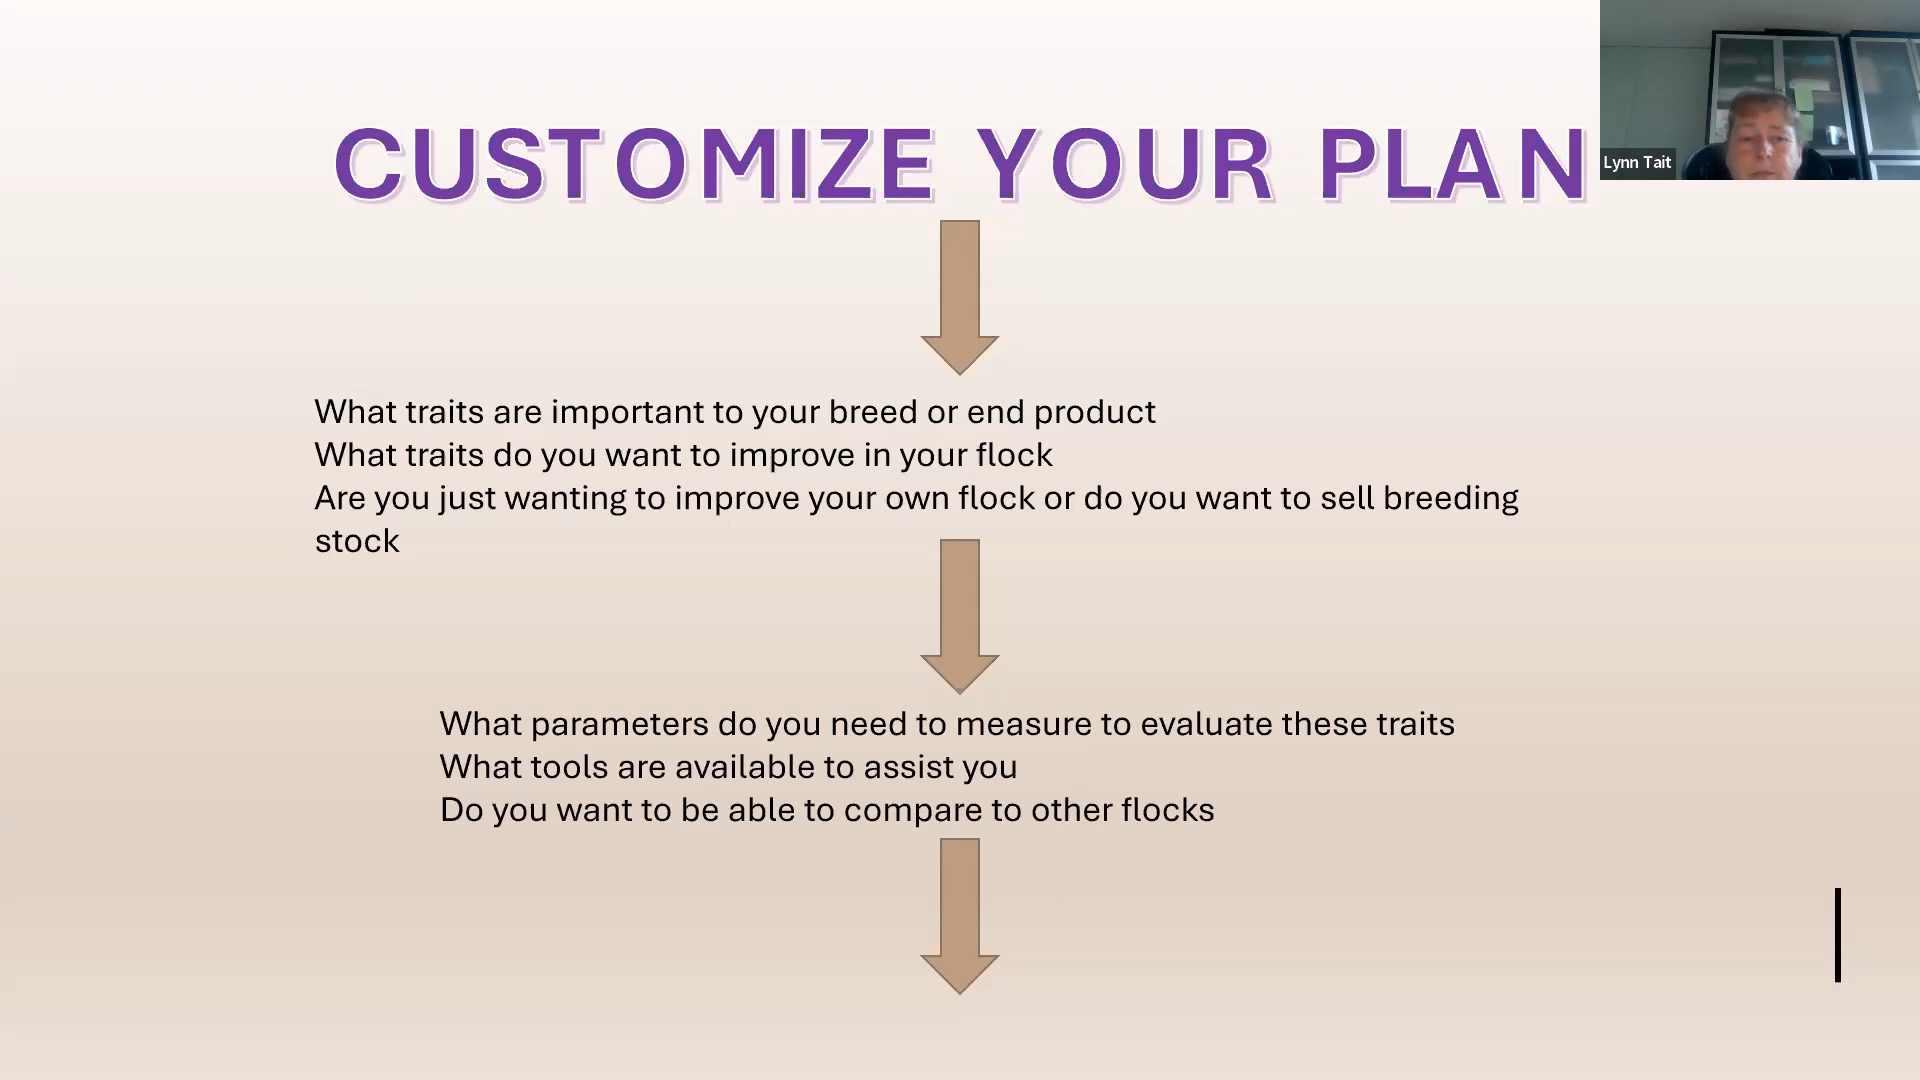 CUSTOMIZE YOUR PLAN
Lynn Tait
What traits are important to your breed or end product
What traits do you want to improve in your flock
Are you just wanting to improve your own flock or do you want to sell breeding
stock
What parameters do you need to measure to evaluate these traits
What tools are available to assist you
Do you want to be able to compare to other flocks